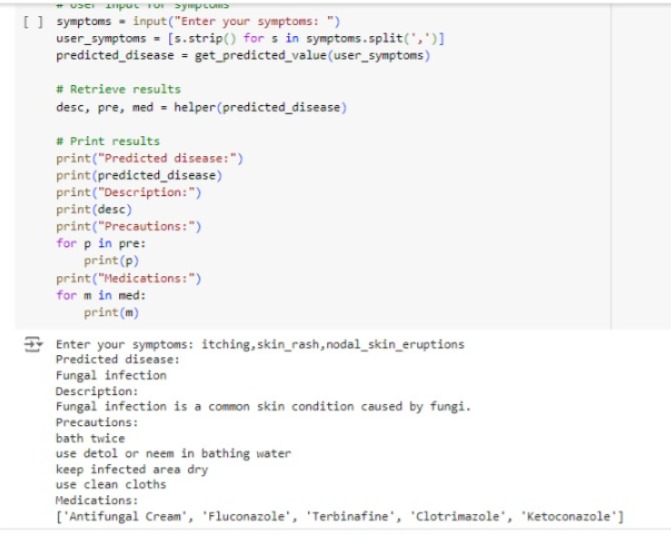 # User input for symptoms
[ ] symptoms = input("Enter your symptoms: ")
user_symptoms = [s.strip() for s in symptoms.split(',')]
predicted_disease = get_predicted_value(user_symptoms)
# Retrieve results
desc, pre, med = helper(predicted_disease)
# Print results
print("Predicted disease:")
print(predicted_disease)
print("Description:")
print(desc)
print("Precautions:")
for p in pre:
print(p)
print("Medications:")
for m in med:
print(m)
Enter your symptoms: itching,skin_rash,nodal_skin_eruptions
Predicted disease:
Fungal infection
Description:
Fungal infection is a common skin condition caused by fungi.
Precautions:
bath twice
use detol or neem in bathing water
keep infected area dry
use clean cloths
Medications:
['Antifungal Cream', 'Fluconazole', 'Terbinafine', 'Clotrimazole', 'Ketoconazole']